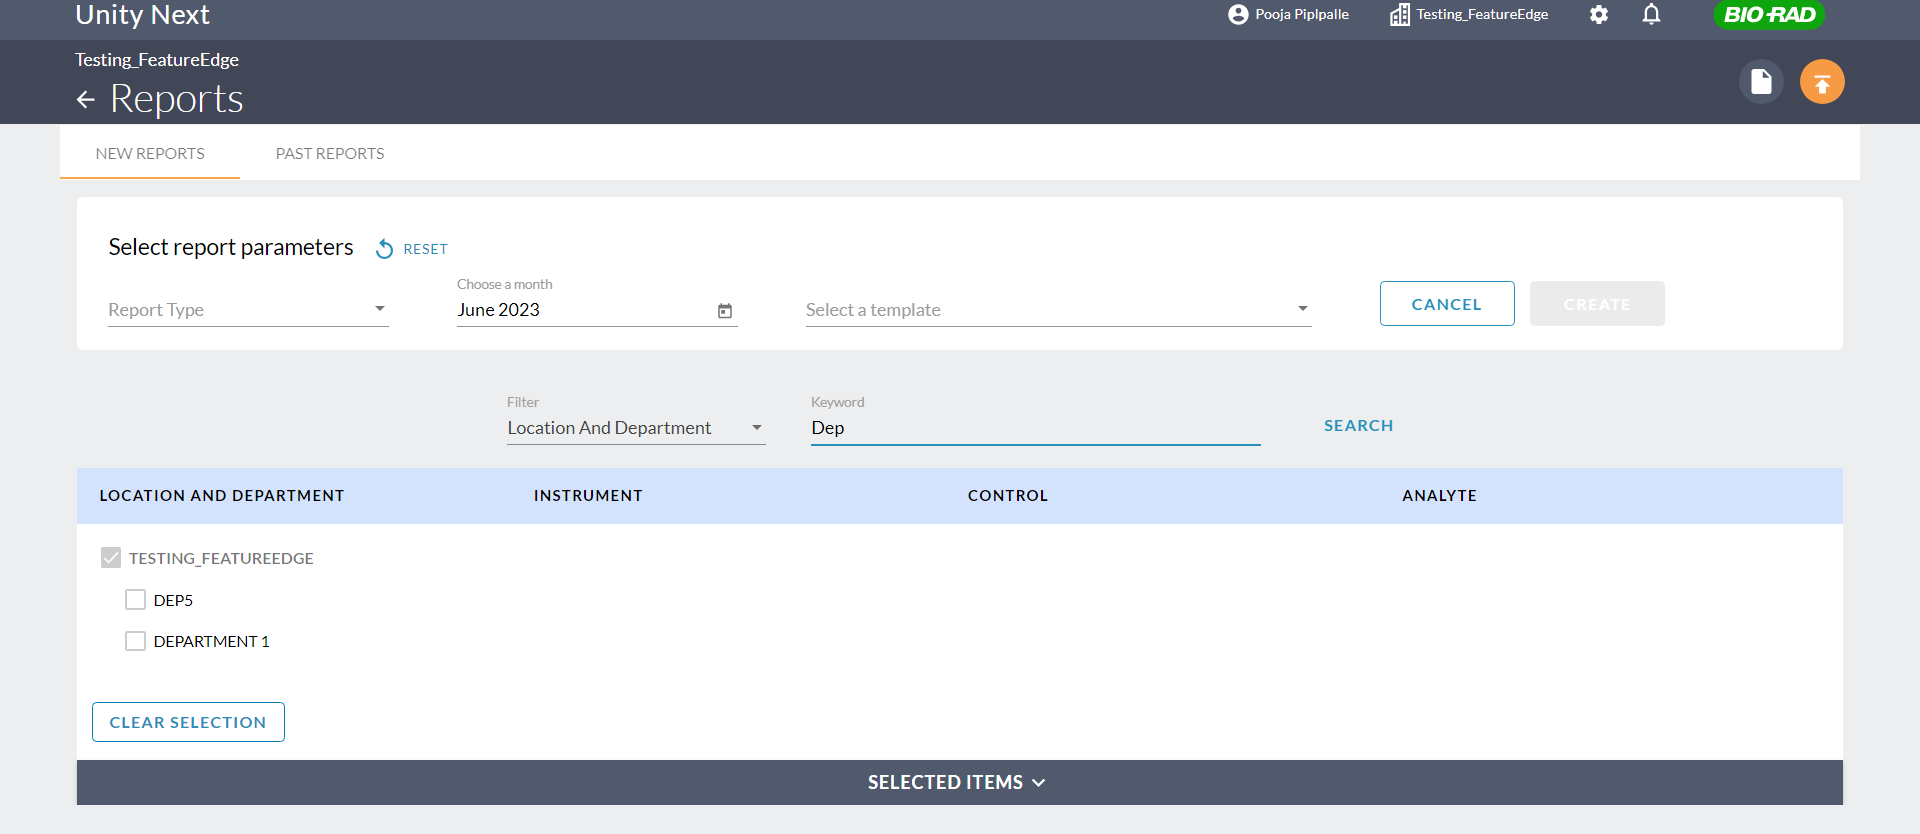 Unity Next
Pooja Piplpalle
Testing_FeatureEdge
BIO-RAD
Testing_FeatureEdge
Reports
NEW REPORTS
PAST REPORTS
Select report parameters
RESET
Report Type
Choose a month
June 2023
Select a template
CANCEL
CREATE
Filter
Location And Department
Keyword
Dep
SEARCH
LOCATION AND DEPARTMENT
INSTRUMENT
CONTROL
ANALYTE
TESTING_FEATUREEDGE
DEP5
DEPARTMENT 1
CLEAR SELECTION
SELECTED ITEMS